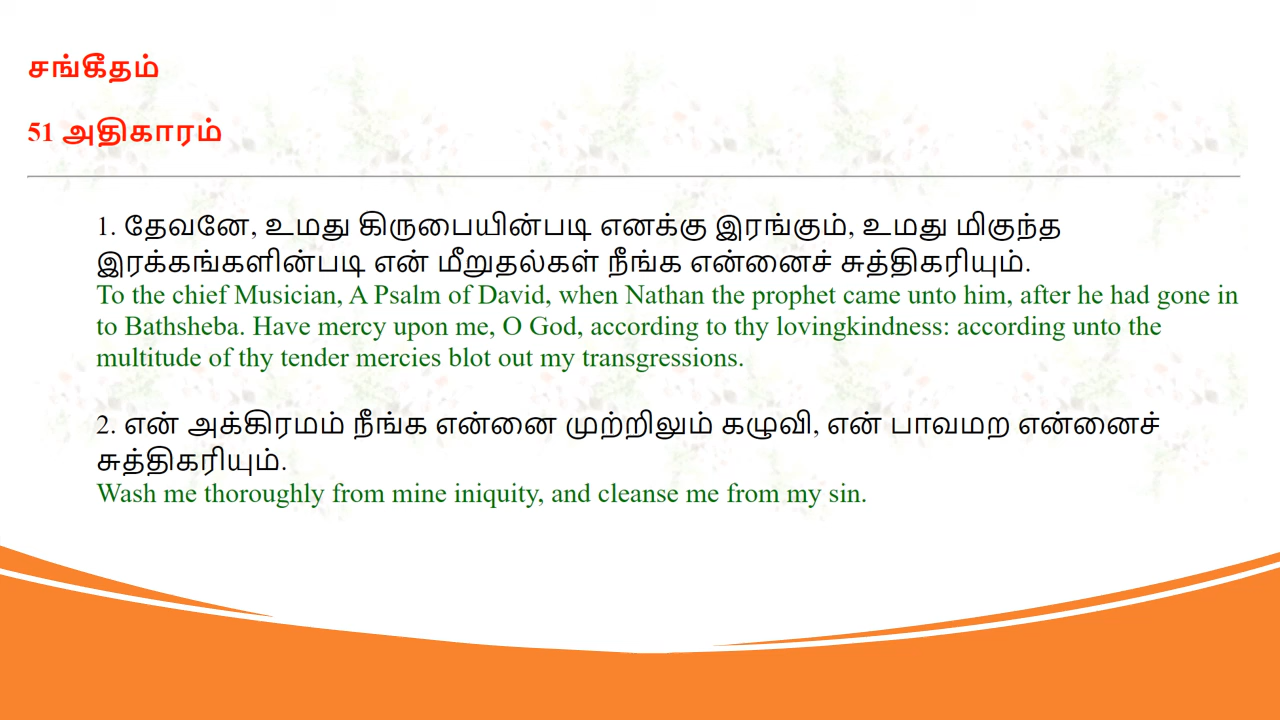 சங்கீதம்
51 அதிகாரம்
1. தேவனே, உமது கிருபையின்படி எனக்கு இரங்கும், உமது மிகுந்த
இரக்கங்களின்படி என் மீறுதல்கள் நீங்க என்னைச் சுத்திகரியும்.
To the chief Musician, A Psalm of David, when Nathan the prophet came unto him, after he had gone in
to Bathsheba. Have mercy upon me, O God, according to thy lovingkindness: according unto the
multitude of thy tender mercies blot out my transgressions.
2. என் அக்கிரமம் நீங்க என்னை முற்றிலும் கழுவி, என் பாவமற என்னைச்
சுத்திகரியும்.
Wash me thoroughly from mine iniquity, and cleanse me from my sin.